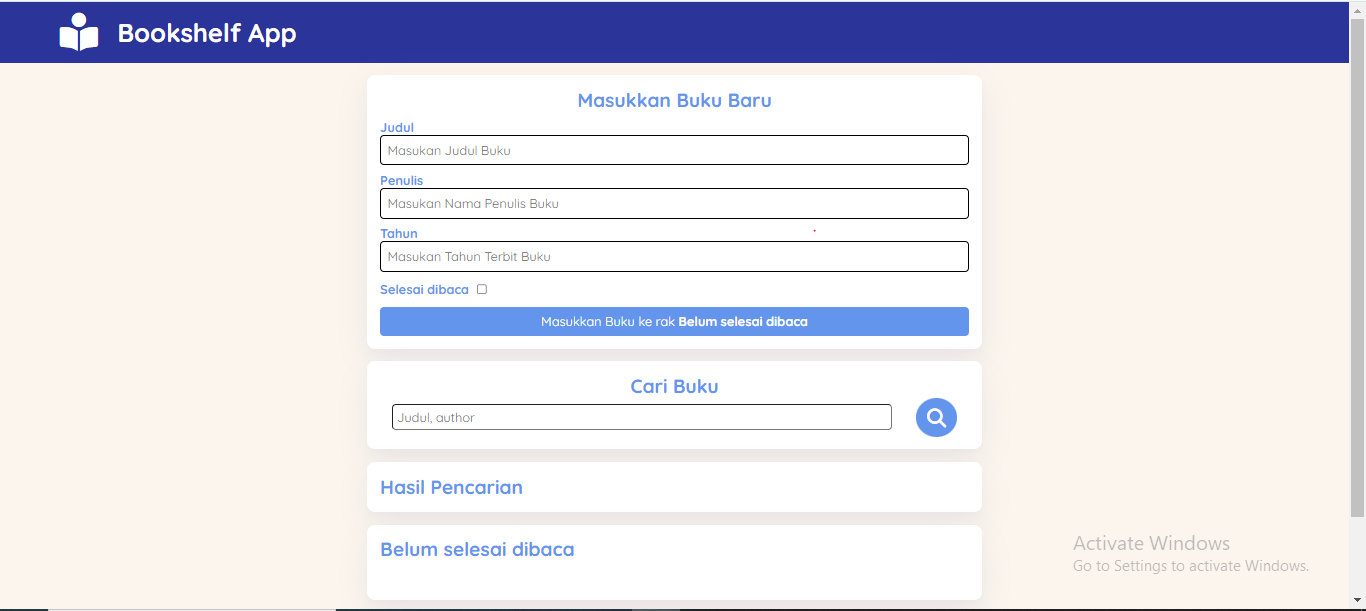 Bookshelf App
Masukkan Buku Baru
Judul
Masukan Judul Buku
Penulis
Masukan Nama Penulis Buku
Tahun
Masukan Tahun Terbit Buku
Selesai dibaca
Masukkan Buku ke rak Belum selesai dibaca
Cari Buku
Judul, author
Hasil Pencarian
Belum selesai dibaca
Activate Windows
Go to Settings to activate Windows.